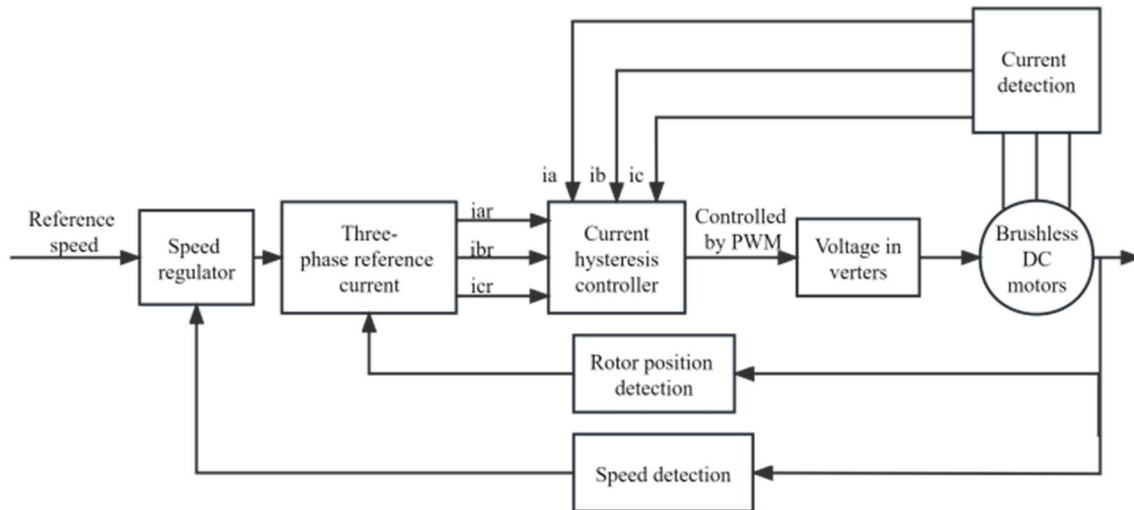 Current
detection
ia
ib
ic
Reference
speed
Speed
regulator
Three-
phase reference
current
iar
ibr
icr
Current
hysteresis
controller
Controlled
by PWM
Voltage in
verters
Brushless
DC
motors
Rotor position
detection
Speed detection